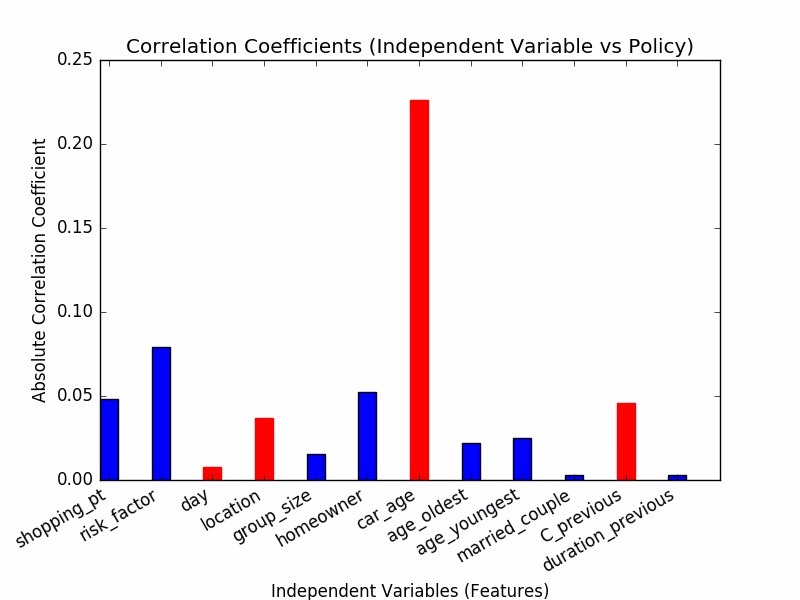 Correlation Coefficients (Independent Variable vs Policy)
0.25
0.20
0.15
0.10
0.05
0.00
Absolute Correlation Coefficient
shopping_pt
risk_factor
day
location
group_size
homeowner
car_age
age_oldest
age_youngest
married_couple
C_previous
duration_previous
Independent Variables (Features)